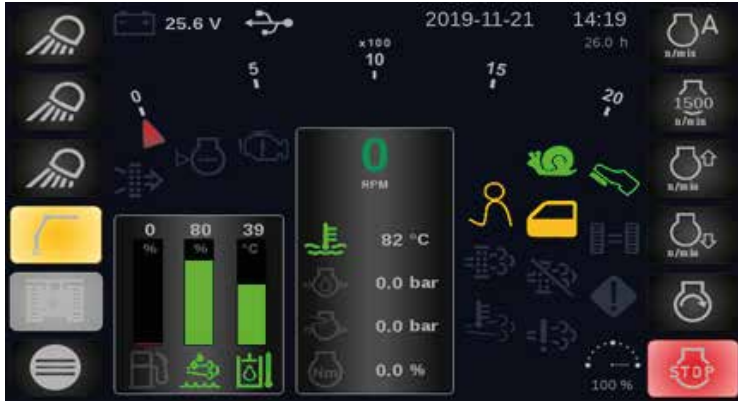 25.6 V
2019-11-21
14:19
26.0 h
x100
0
5
10
15
20
A
n/min
1500
n/min
n/min
n/min
0
RPM
0
80
39
%
%
°C
82 °C
0.0 bar
0.0 bar
Nm
0.0 %
100 %
STOP